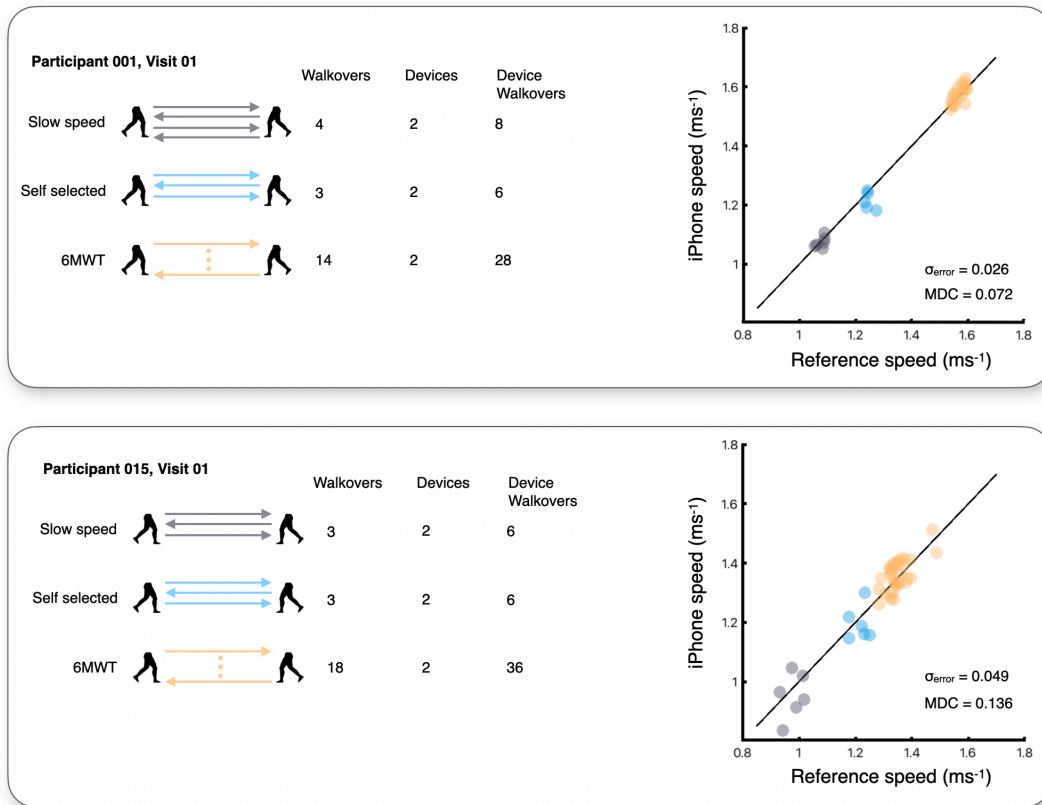 Participant 001, Visit 01
Walkovers Devices Device Walkovers
Slow speed 4 2 8
Self selected 3 2 6
6MWT 14 2 28
1.8
1.6
1.4
1.2
1
0.8 1 1.2 1.4 1.6 1.8
iPhone speed (ms-1)
Reference speed (ms-1)
σerror = 0.026
MDC = 0.072
Participant 015, Visit 01
Walkovers Devices Device Walkovers
Slow speed 3 2 6
Self selected 3 2 6
6MWT 18 2 36
1.8
1.6
1.4
1.2
1
0.8 1 1.2 1.4 1.6 1.8
iPhone speed (ms-1)
Reference speed (ms-1)
σerror = 0.049
MDC = 0.136